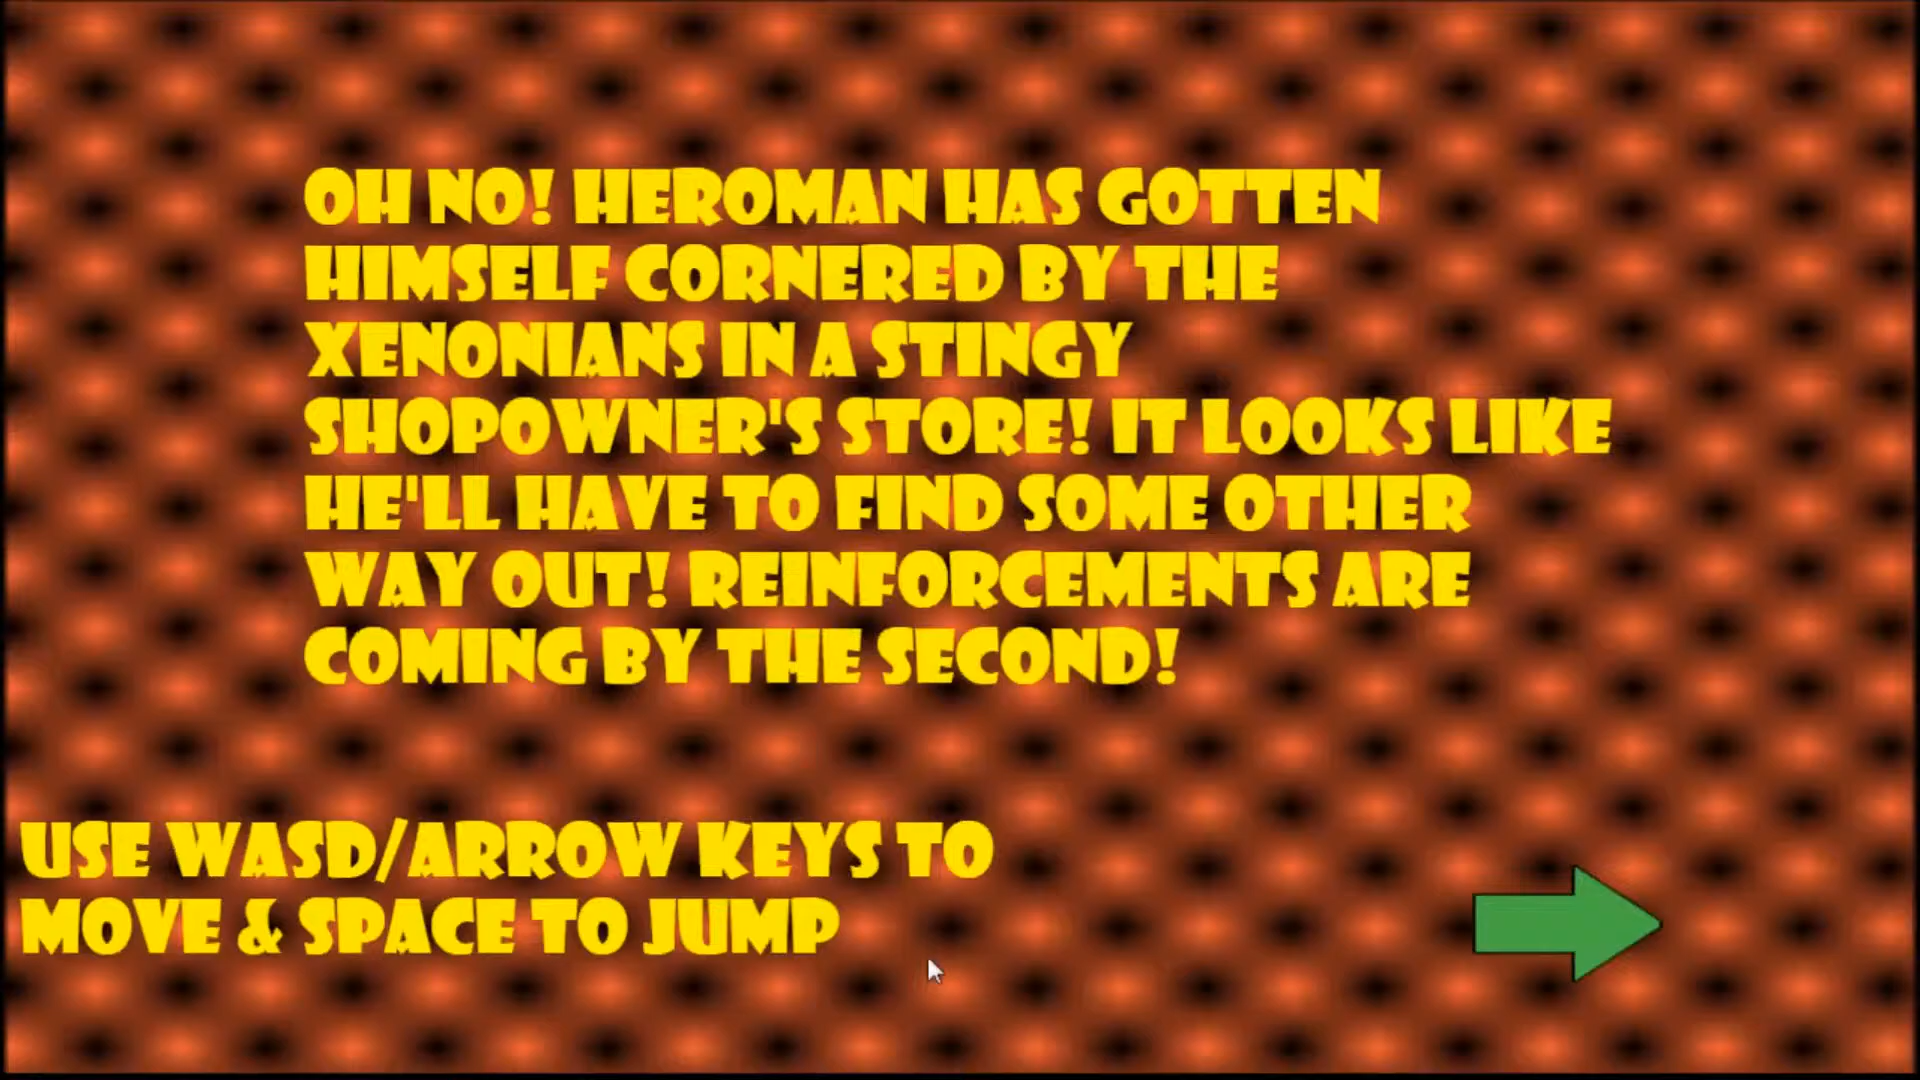 OH NO! HEROMAN HAS GOTTEN
HIMSELF CORNERED BY THE
XENONIANS IN A STINGY
SHOPOWNER'S STORE! IT LOOKS LIKE
HE'LL HAVE TO FIND SOME OTHER
WAY OUT! REINFORCEMENTS ARE
COMING BY THE SECOND!
USE WASD/ARROW KEYS TO
MOVE & SPACE TO JUMP